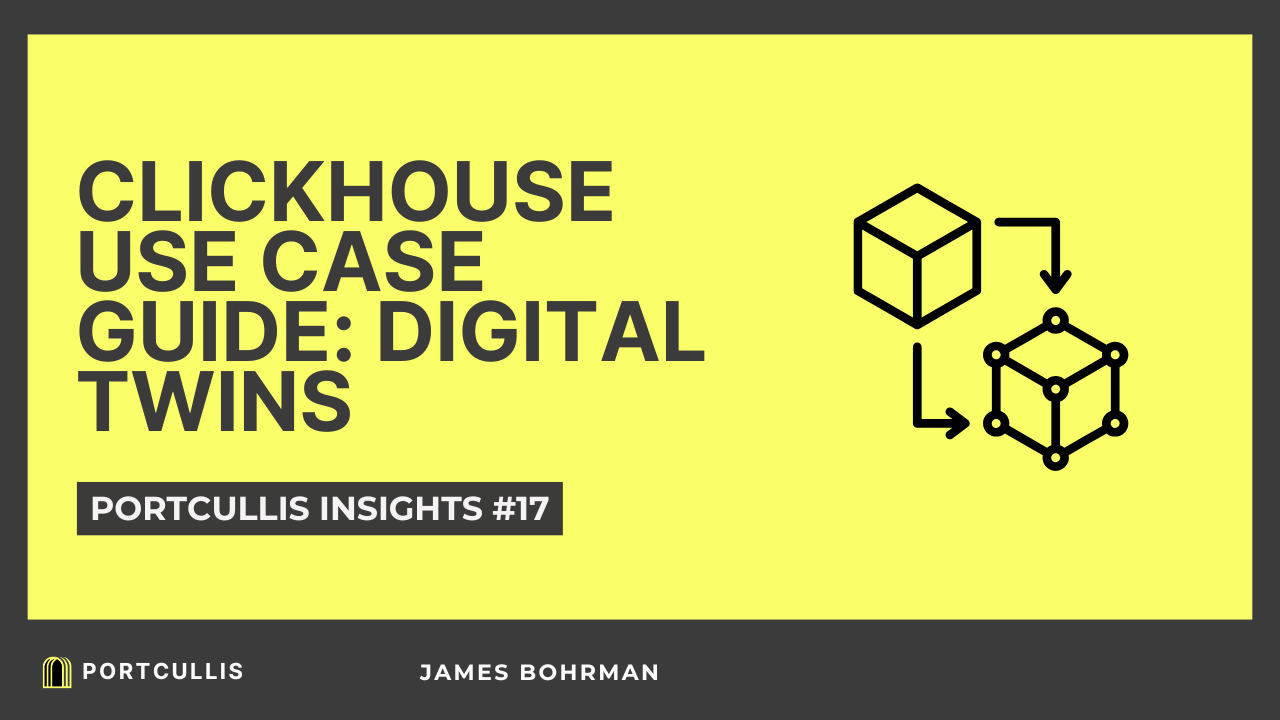 CLICKHOUSE
USE CASE
GUIDE: DIGITAL
TWINS
PORTCULLIS INSIGHTS #17
PORTCULLIS
JAMES BOHRMAN